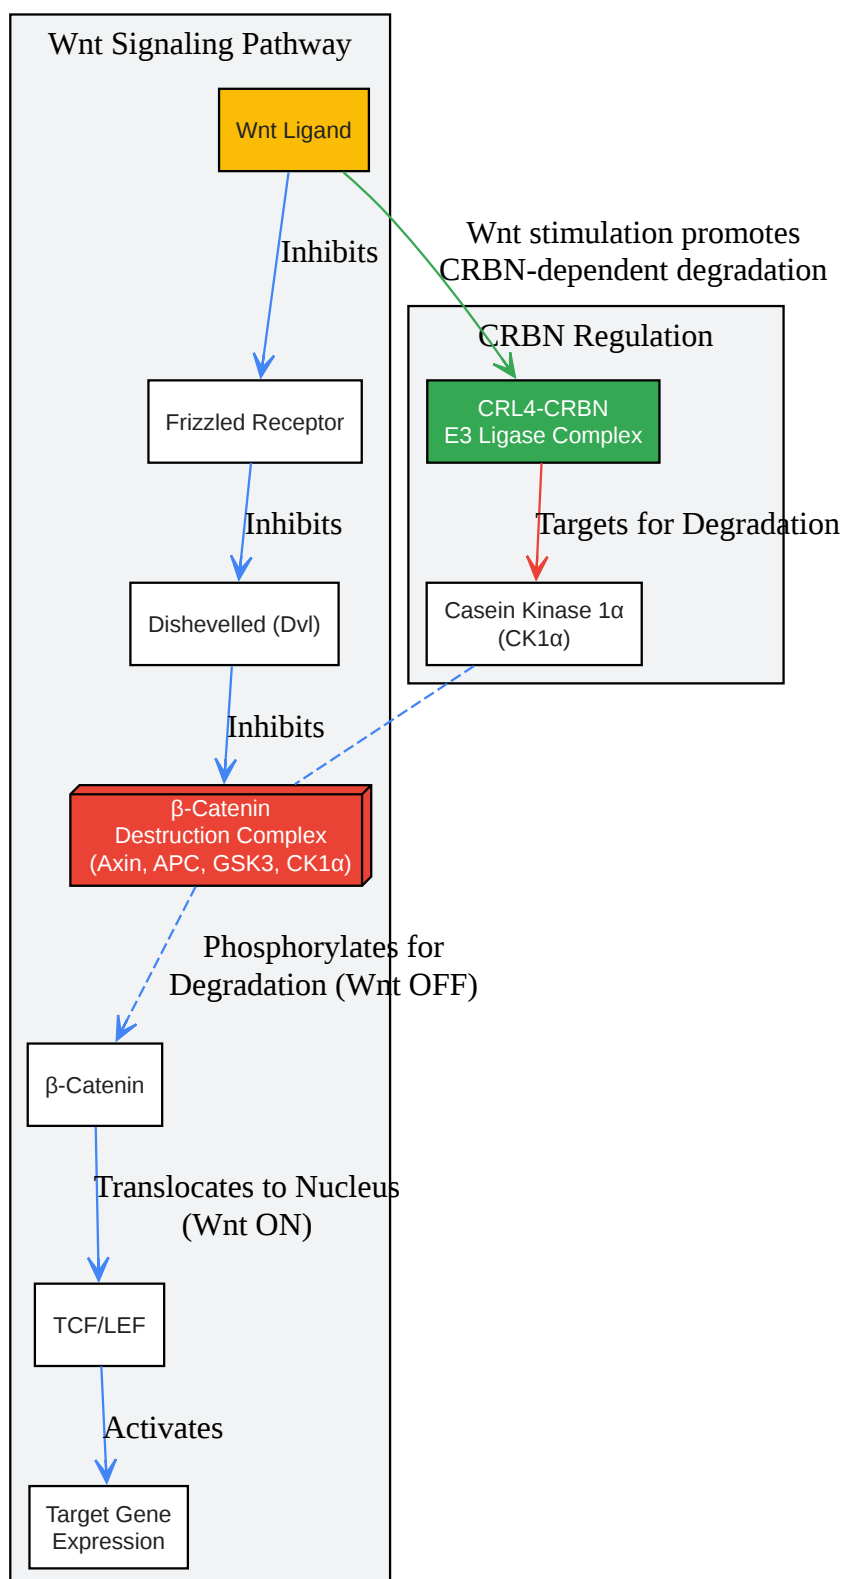 Wnt Signaling Pathway
Wnt Ligand
Inhibits
Wnt stimulation promotes
CRBN-dependent degradation
CRBN Regulation
Frizzled Receptor
CRL4-CRBN
E3 Ligase Complex
Inhibits
Targets for Degradation
Dishevelled (Dvl)
Casein Kinase 1α
(CK1α)
Inhibits
β-Catenin
Destruction Complex
(Axin, APC, GSK3, CK1α)
Phosphorylates for
Degradation (Wnt OFF)
β-Catenin
Translocates to Nucleus
(Wnt ON)
TCF/LEF
Activates
Target Gene
Expression